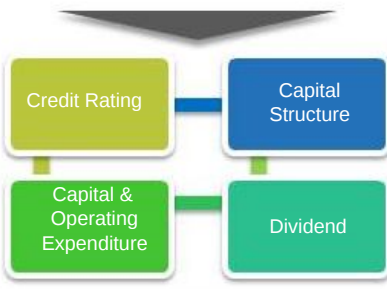 Credit Rating
Capital
Structure
Capital &
Operating
Expenditure
Dividend